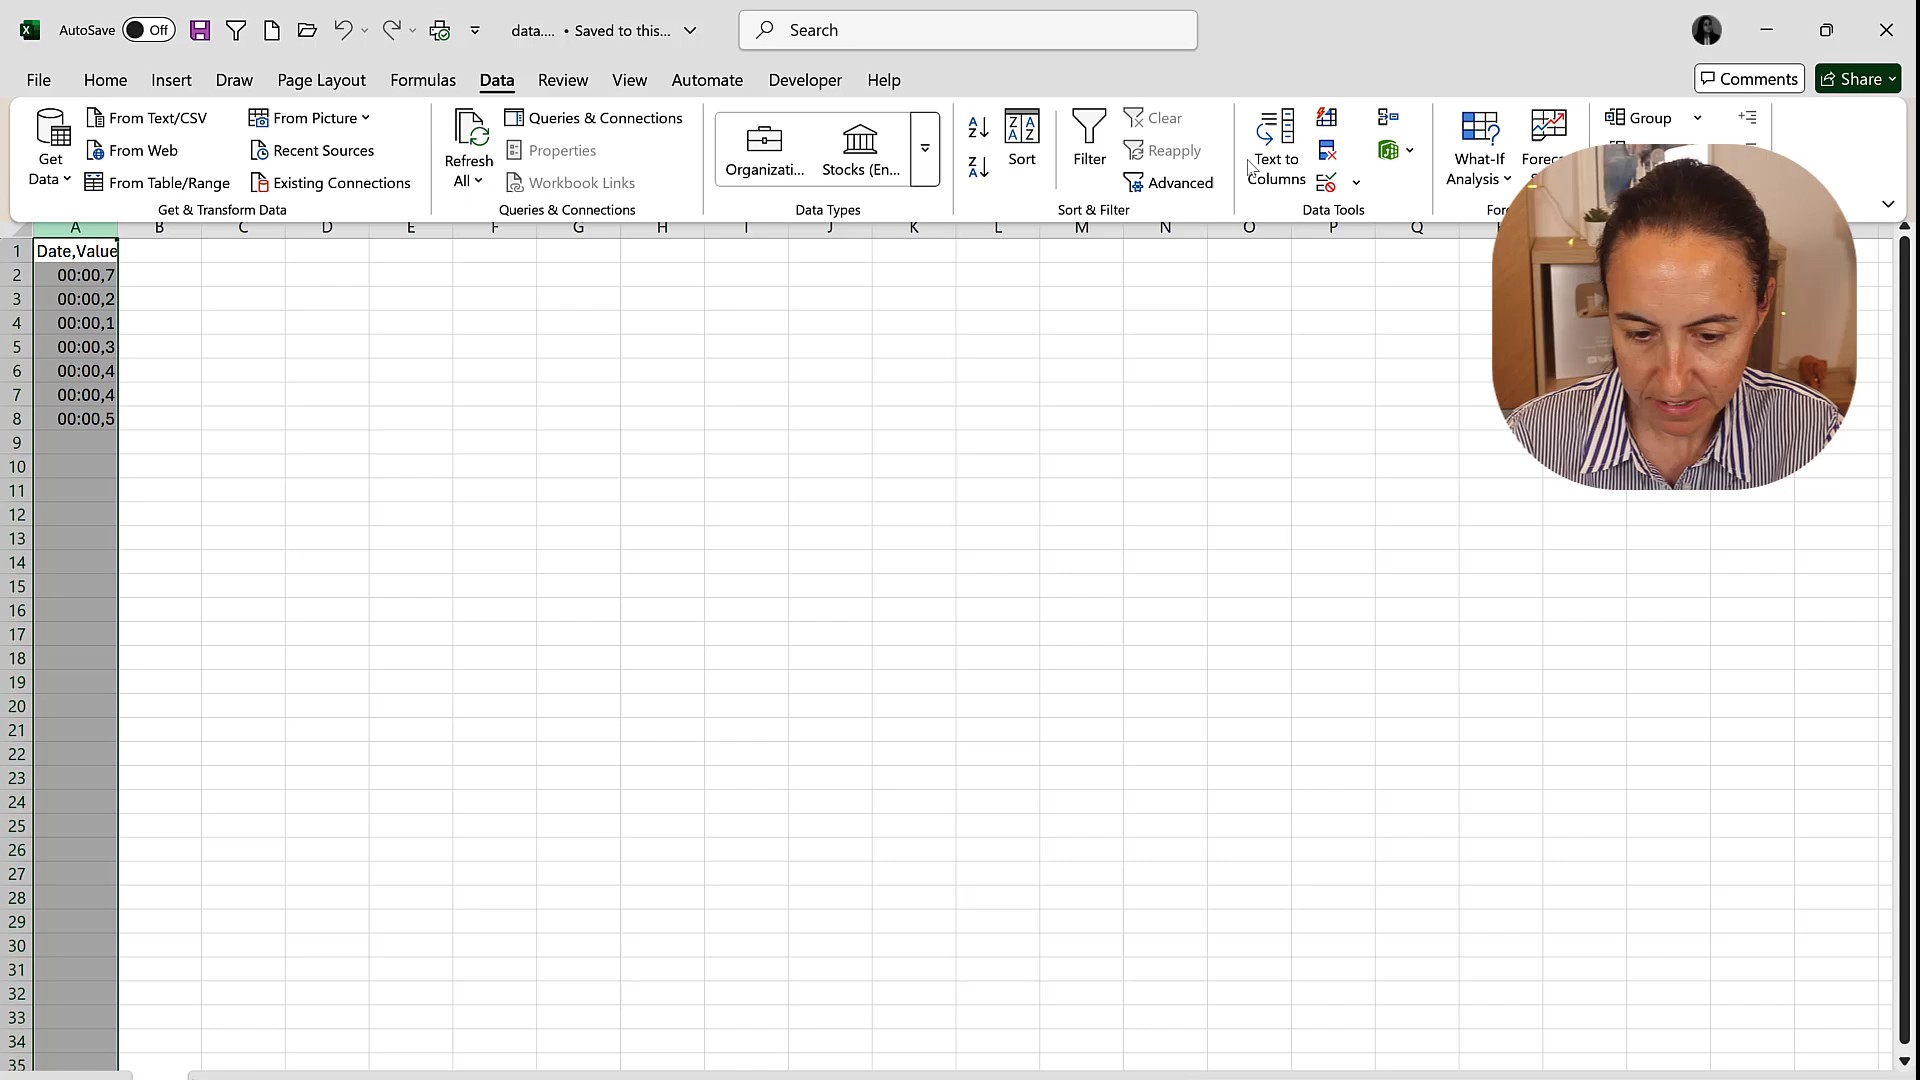 AutoSave Off data.... • Saved to this... Search
File Home Insert Draw Page Layout Formulas Data Review View Automate Developer Help Comments Share
Get Data
From Text/CSV
From Web
From Table/Range
From Picture
Recent Sources
Existing Connections
Get & Transform Data
Refresh All
Queries & Connections
Properties
Workbook Links
Queries & Connections
Organizati...
Stocks (En...
Data Types
Sort
Filter
Clear
Reapply
Advanced
Sort & Filter
Text to Columns
Data Tools
What-If Analysis
Group
A B C D E F G H I J K L M N O P Q
1 Date,Value
2 00:00,7
3 00:00,2
4 00:00,1
5 00:00,3
6 00:00,4
7 00:00,4
8 00:00,5
9
10
11
12
13
14
15
16
17
18
19
20
21
22
23
24
25
26
27
28
29
30
31
32
33
34
35